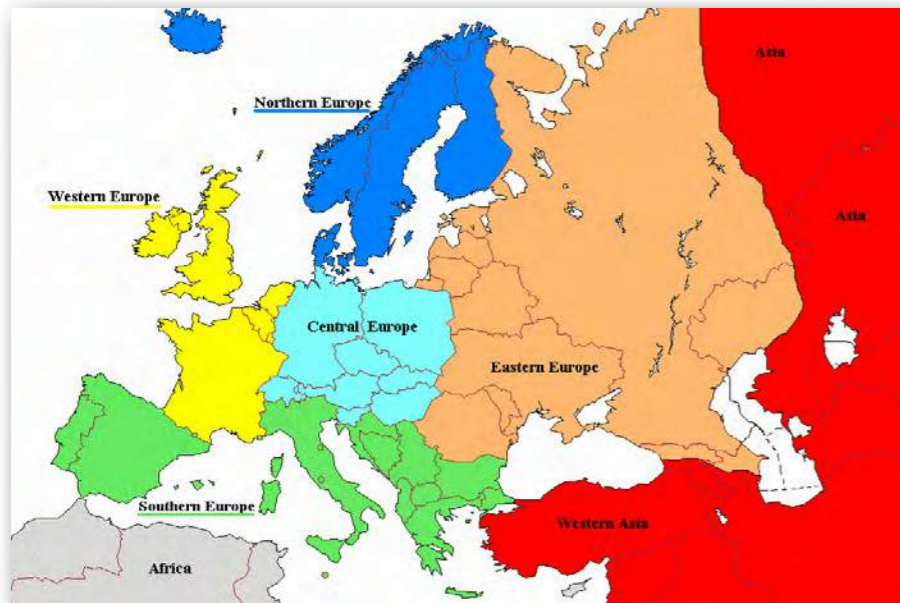 Asia
Northern Europe
Western Europe
Asia
Central Europe
Eastern Europe
Southern Europe
Western Asia
Africa